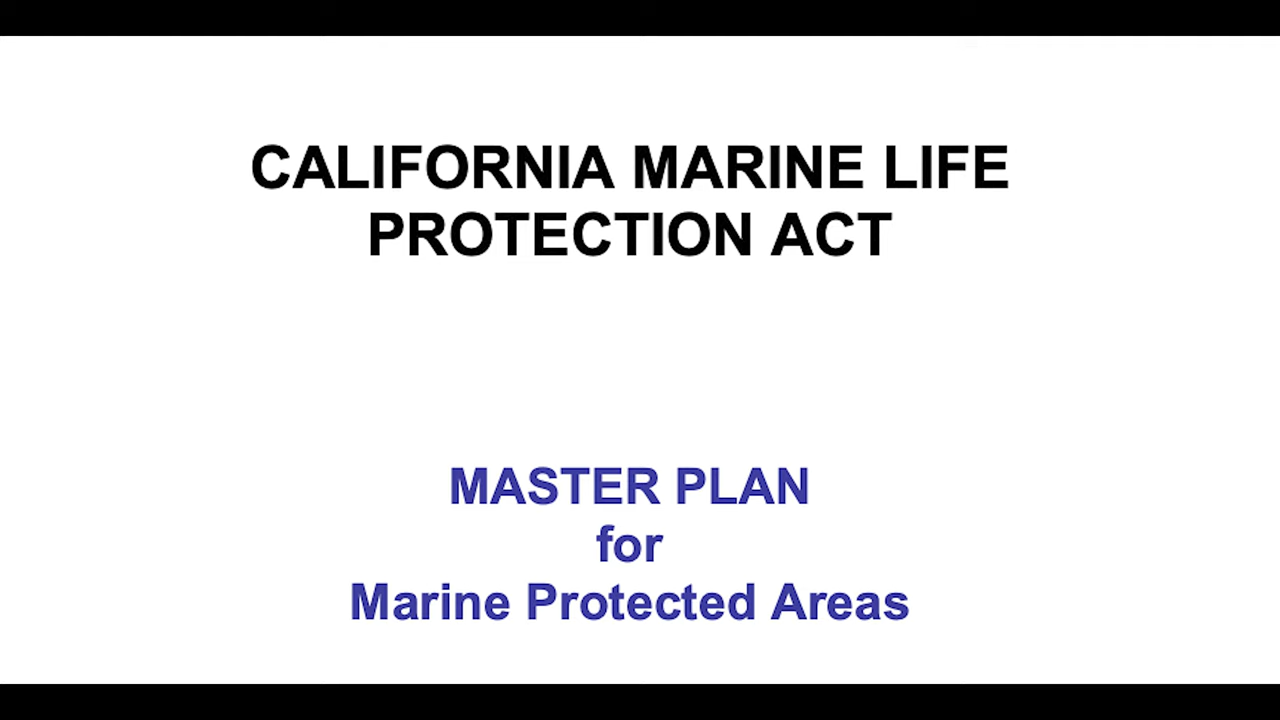 CALIFORNIA MARINE LIFE
PROTECTION ACT
MASTER PLAN
for
Marine Protected Areas